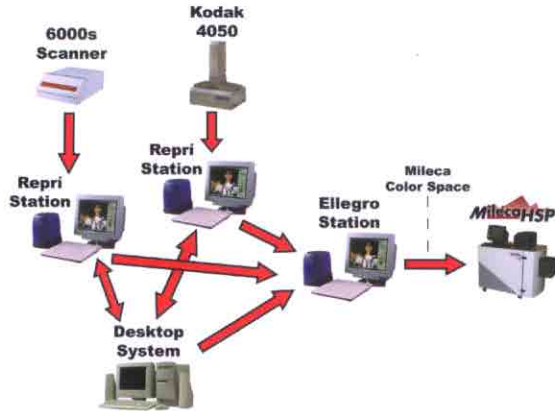 6000s
Scanner
Kodak
4050
Repri
Station
Repri
Station
Ellegro
Station
Mileca
Color Space
MilecaHSP
Desktop
System